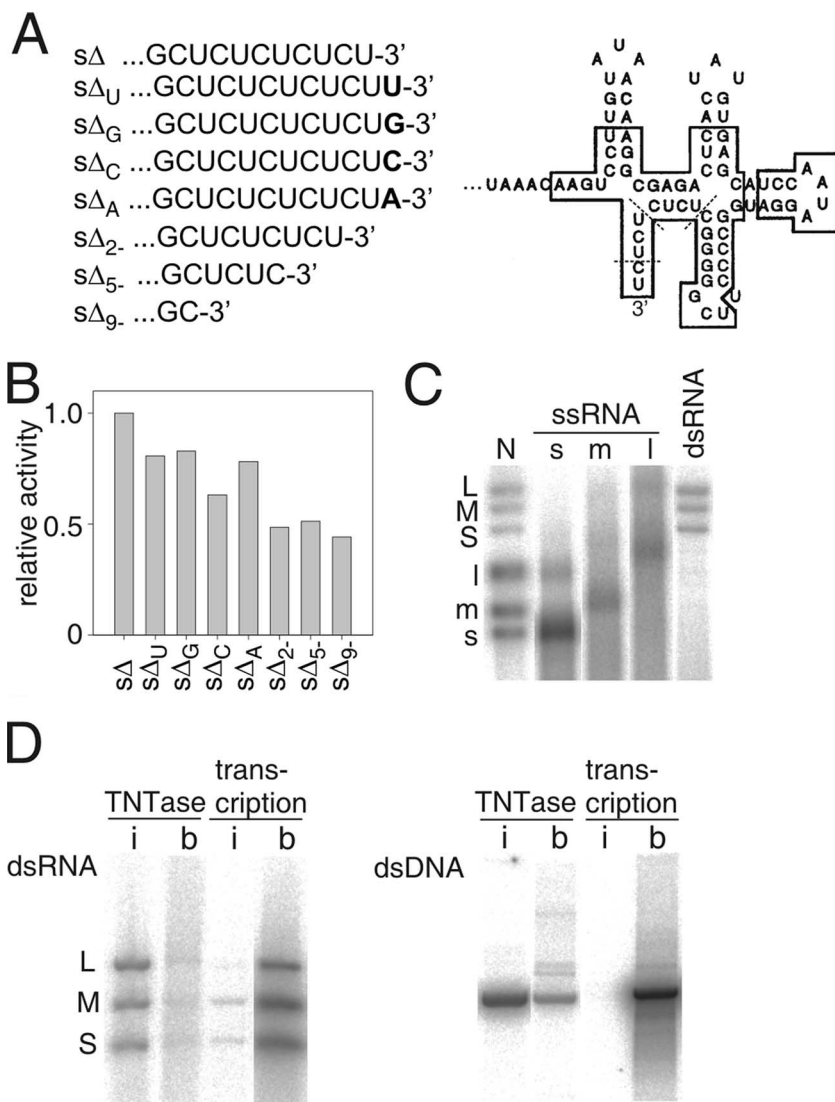 A
sΔ ...GCUCUCUCUCU-3’
sΔU ...GCUCUCUCUCUU-3’
sΔG ...GCUCUCUCUCUG-3’
sΔC ...GCUCUCUCUCUC-3’
sΔA ...GCUCUCUCUCUA-3’
sΔ2- ...GCUCUCUCU-3’
sΔ5- ...GCUCUC-3’
sΔ9- ...GC-3’
...UAAACAAGU
CGAGA
CUCU
CAUCC
GGAUG
3'
B
relative activity
1.0
0.5
0
sΔ sΔU sΔG sΔC sΔA sΔ2- sΔ5- sΔ9-
C
ssRNA
dsRNA
N s m l
L
M
S
l
m
s
D
TNTase trans-cription
i b i b
dsRNA
L
M
S
TNTase trans-cription
i b i b
dsDNA